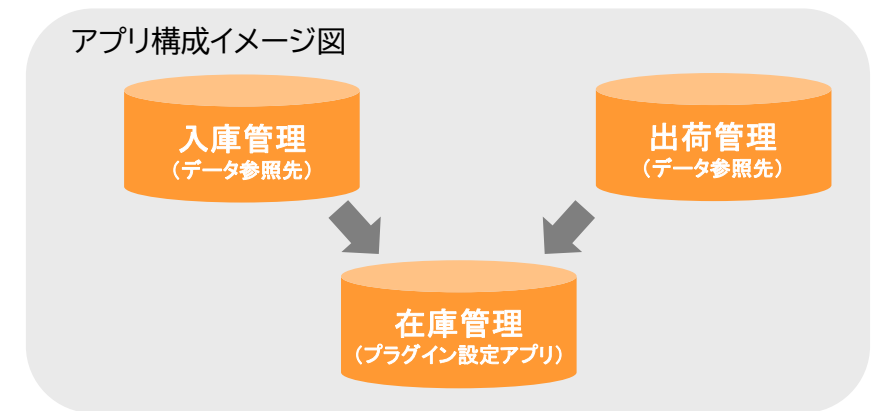 アプリ構成イメージ図
入庫管理
（データ参照先）
出荷管理
（データ参照先）
在庫管理
（プラグイン設定アプリ）